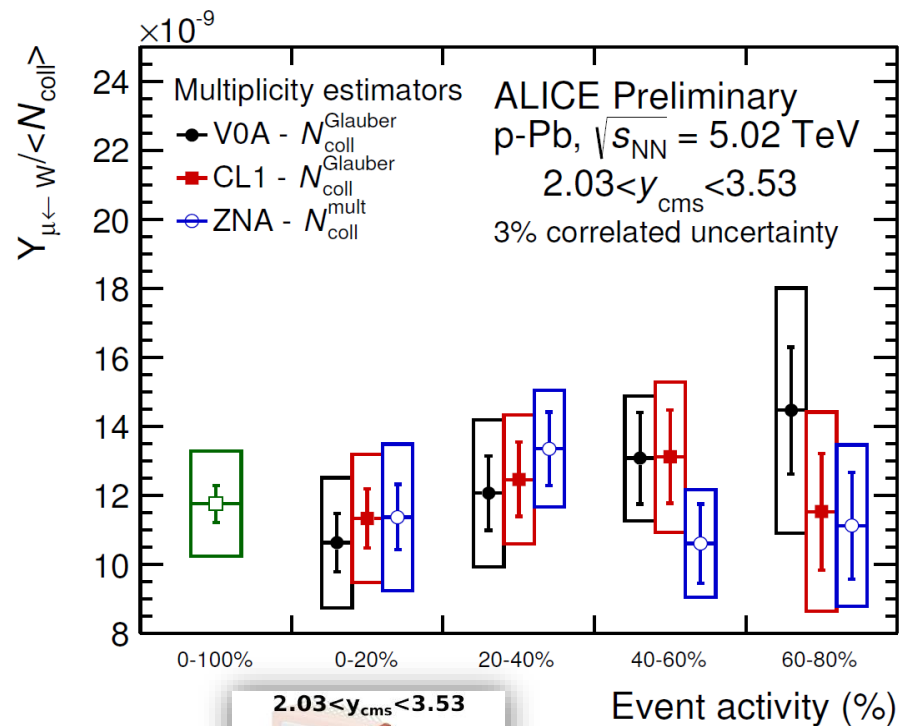 ×10⁻⁹
Y_μ← W/<N_coll>
24
22
20
18
16
14
12
10
8
Multiplicity estimators
V0A - N_coll^Glauber
CL1 - N_coll^Glauber
ZNA - N_coll^mult
ALICE Preliminary
p-Pb, √s_NN = 5.02 TeV
2.03<y_cms<3.53
3% correlated uncertainty
0-100% 0-20% 20-40% 40-60% 60-80%
Event activity (%)
2.03<y_cms<3.53